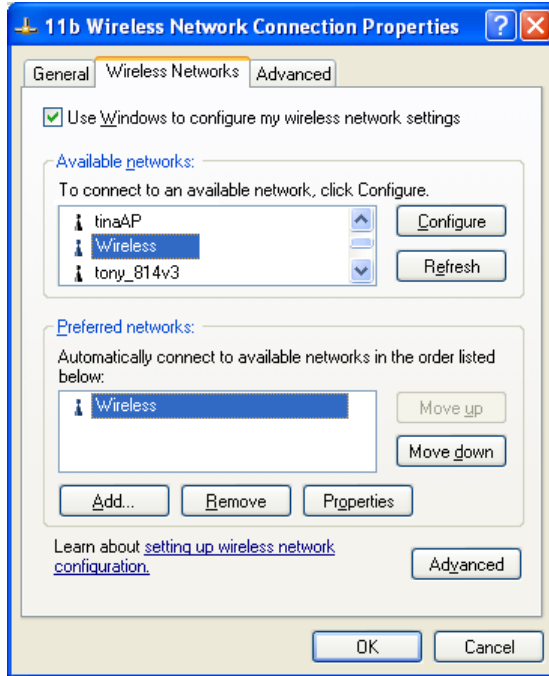 11b Wireless Network Connection Properties
General Wireless Networks Advanced
Use Windows to configure my wireless network settings
Available networks:
To connect to an available network, click Configure.
tinaAP
Wireless
tony_814v3
Configure
Refresh
Preferred networks:
Automatically connect to available networks in the order listed
below:
Wireless
Move up
Move down
Add... Remove Properties
Learn about setting up wireless network
configuration.
Advanced
OK Cancel